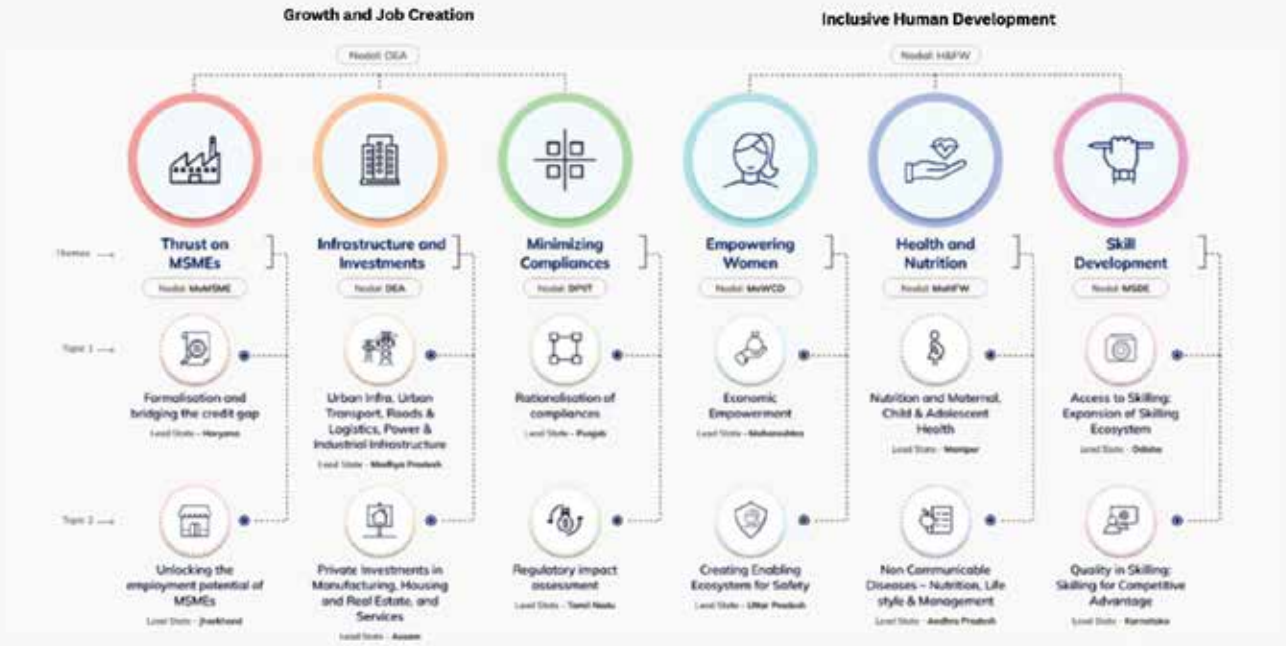 Growth and Job Creation
Inclusive Human Development
Nodal: DEA
Nodal: H&FW
Themes
Thrust on
MSMEs
Nodal: MoMSME
Infrastructure and
Investments
Nodal: DEA
Minimizing
Compliances
Nodal: DPIIT
Empowering
Women
Nodal: MoWCD
Health and
Nutrition
Nodal: MoHFW
Skill
Development
Nodal: MSDE
Topic 1
Formalisation and
bridging the credit gap
Lead State - Haryana
Urban Infra, Urban
Transport, Roads &
Logistics, Power &
Industrial Infrastructure
Lead State - Madhya Pradesh
Rationalisation of
compliances
Lead State - Punjab
Economic
Empowerment
Lead State - Maharashtra
Nutrition and Maternal,
Child & Adolescent
Health
Lead State - Manipur
Access to Skilling:
Expansion of Skilling
Ecosystem
Lead State - Odisha
Topic 2
Unlocking the
employment potential of
MSMEs
Lead State - Jharkhand
Private Investments in
Manufacturing, Housing
and Real Estate, and
Services
Lead State - Assam
Regulatory impact
assessment
Lead State - Tamil Nadu
Creating Enabling
Ecosystem for Safety
Lead State - Uttar Pradesh
Non Communicable
Diseases - Nutrition, Life
style & Management
Lead State - Andhra Pradesh
Quality in Skilling:
Skilling for Competitive
Advantage
Lead State - Karnataka